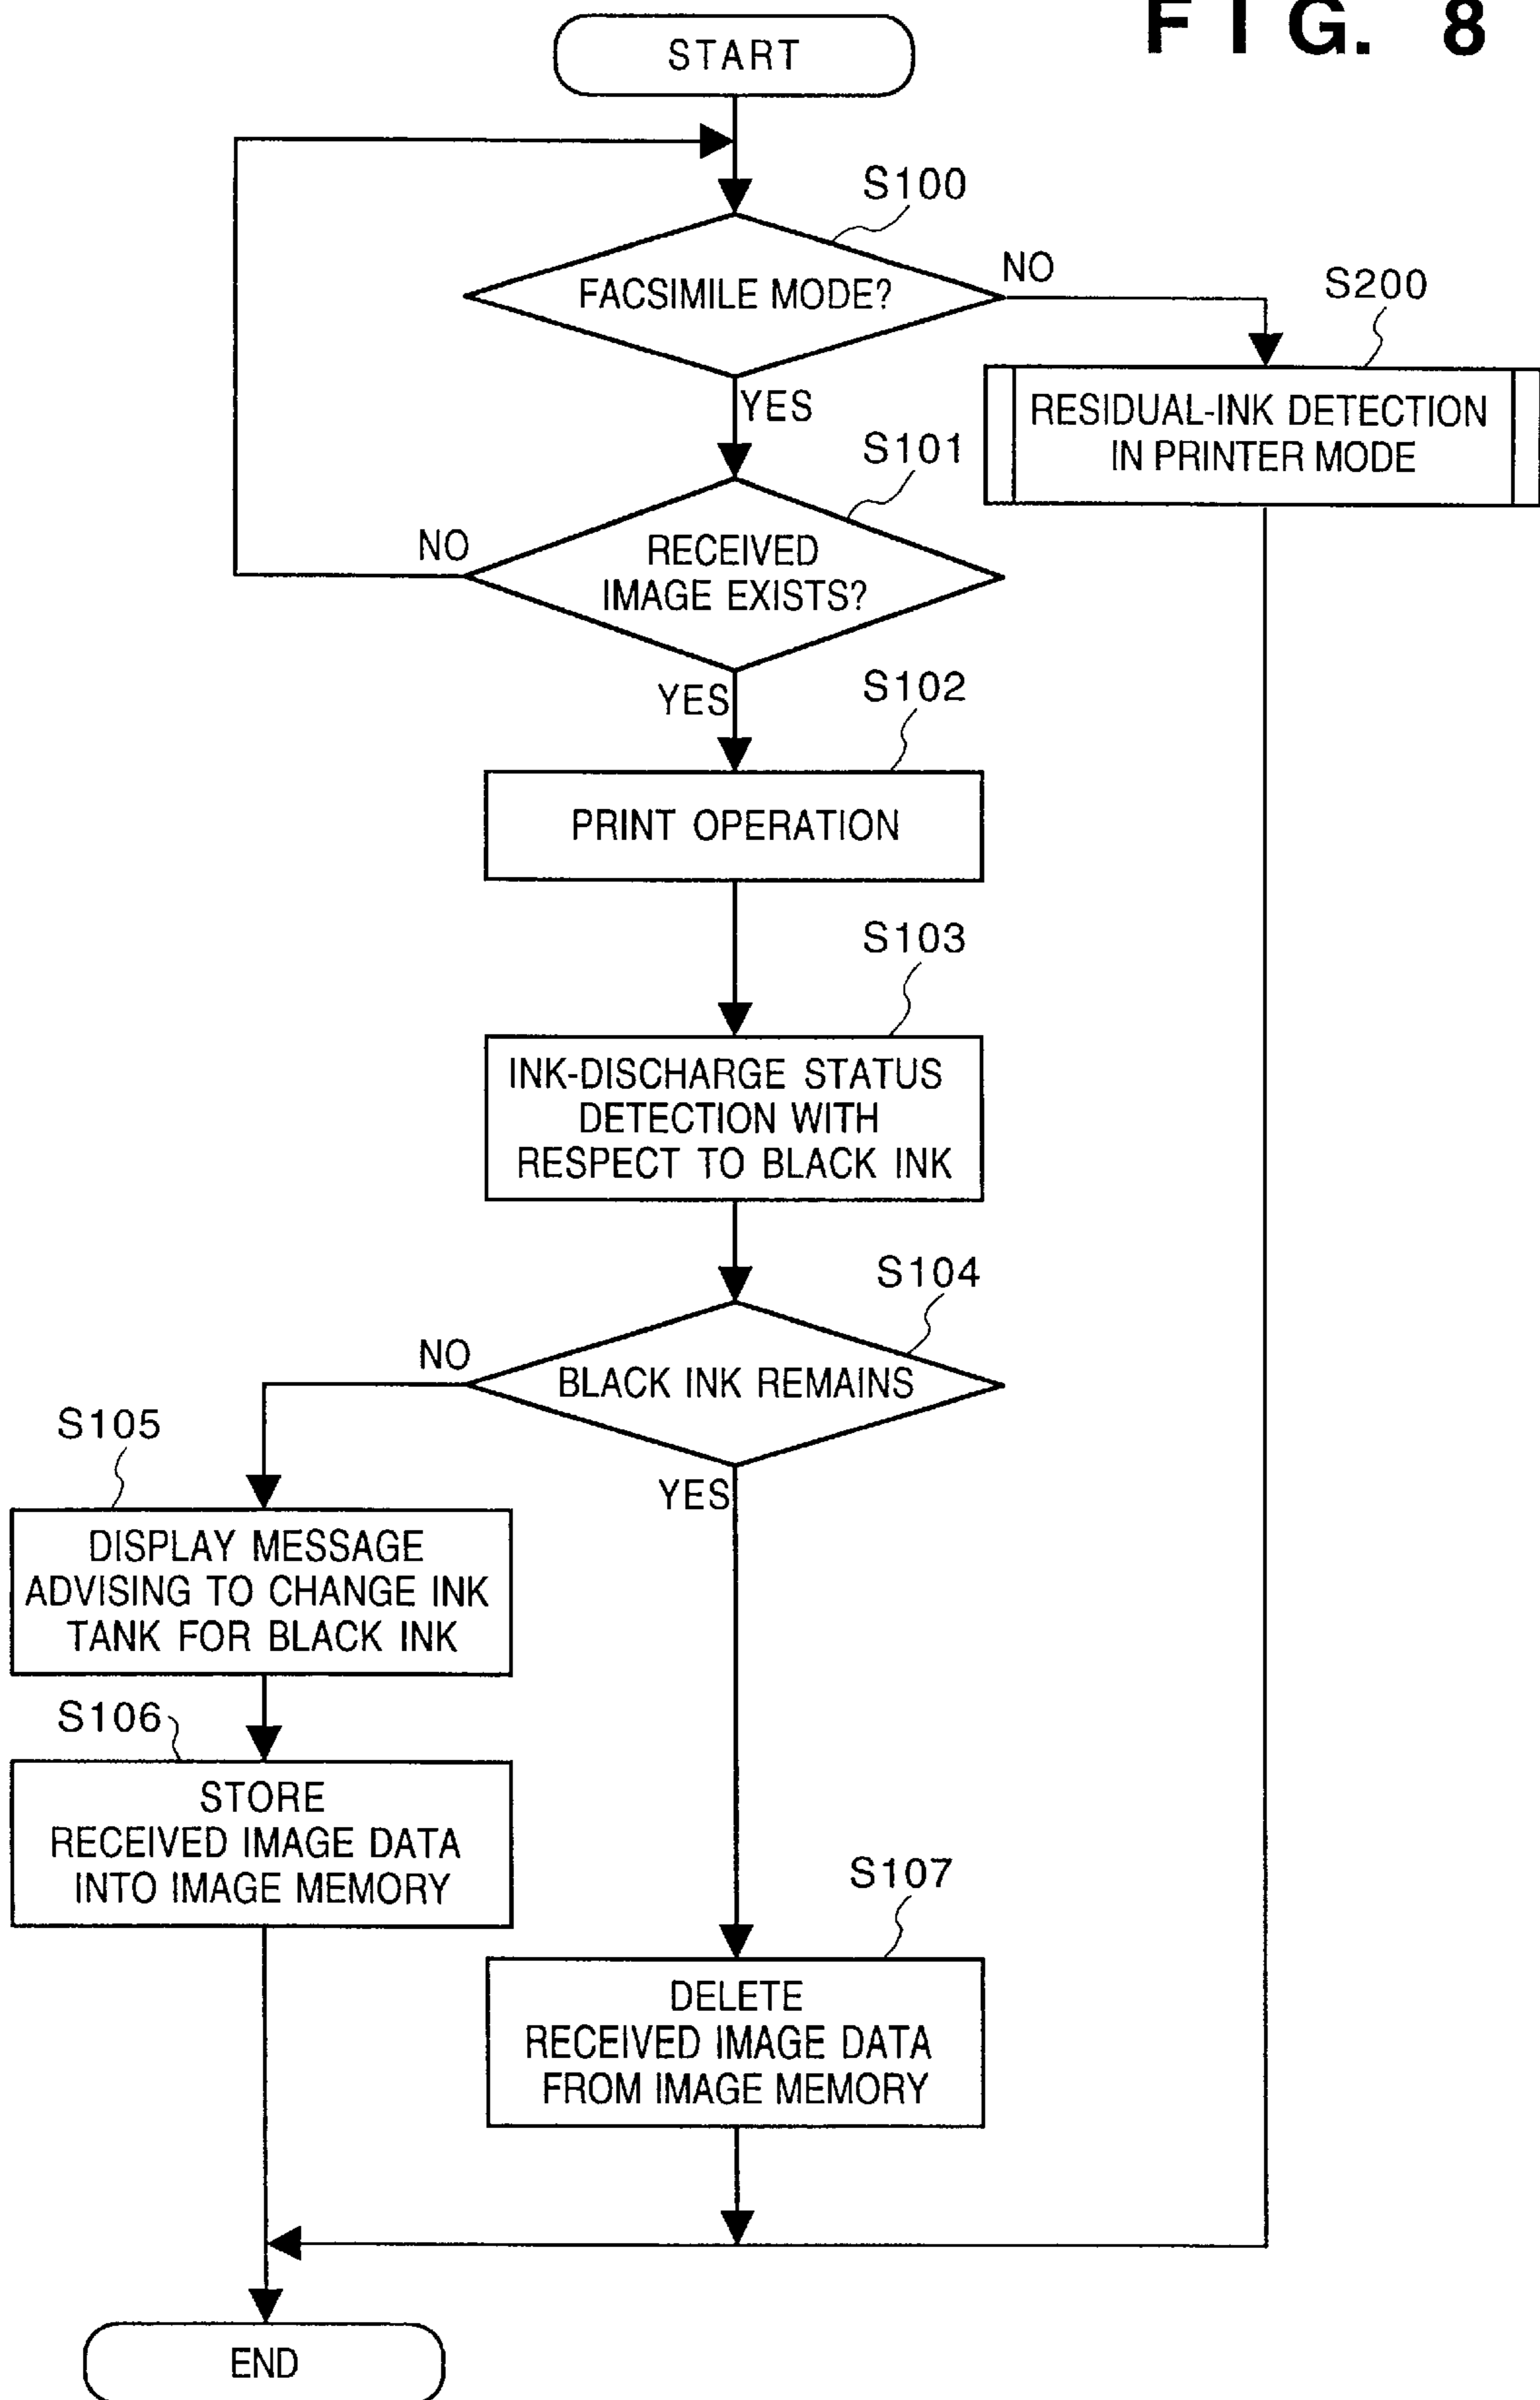 FIG. 8
START
S100
FACSIMILE MODE?
NO
S200
RESIDUAL-INK DETECTION
IN PRINTER MODE
YES
S101
NO
RECEIVED
IMAGE EXISTS?
YES
S102
PRINT OPERATION
S103
INK-DISCHARGE STATUS
DETECTION WITH
RESPECT TO BLACK INK
S104
NO
BLACK INK REMAINS
S105
YES
DISPLAY MESSAGE
ADVISING TO CHANGE INK
TANK FOR BLACK INK
S106
STORE
RECEIVED IMAGE DATA
INTO IMAGE MEMORY
S107
DELETE
RECEIVED IMAGE DATA
FROM IMAGE MEMORY
END